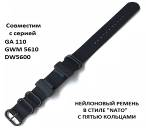 Совместим
с серией
GA 110
GWM 5610
DW5600
НЕЙЛОНОВЫЙ РЕМЕНЬ
В СТИЛЕ "NATO"
С ПЯТЬЮ КОЛЬЦАМИ